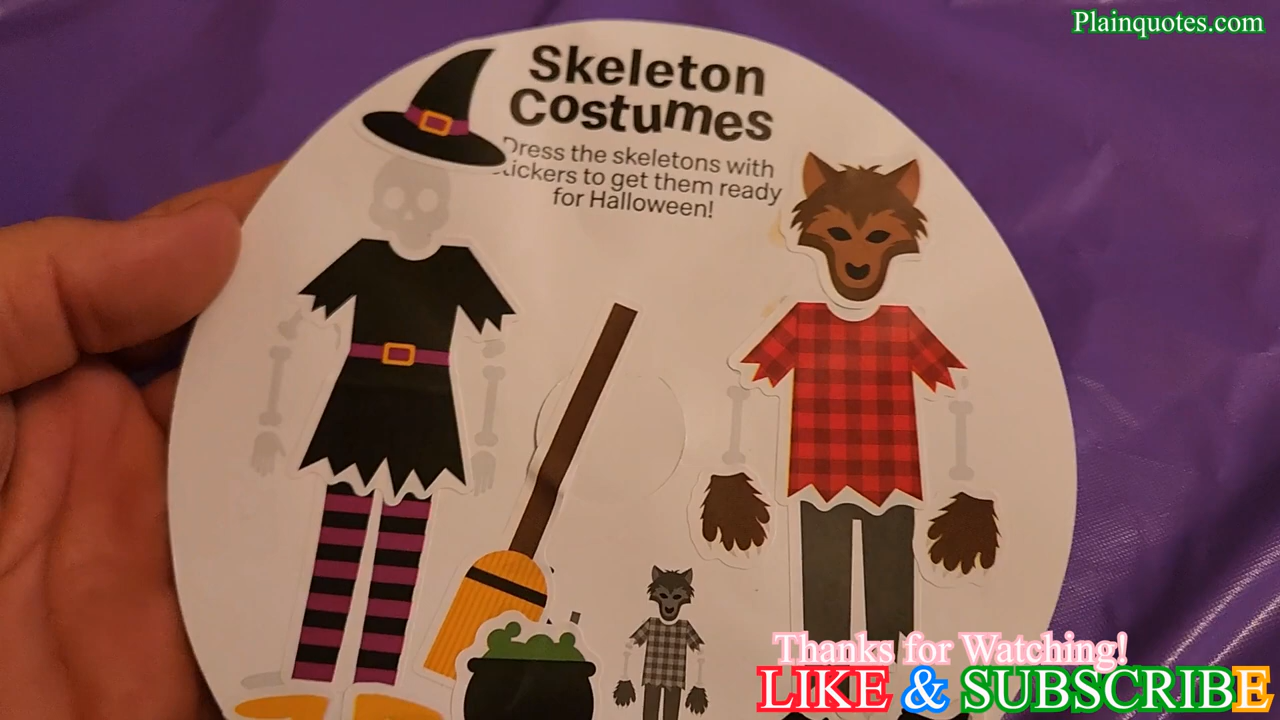 Plainquotes.com
Skeleton
Costumes
Dress the skeletons with
stickers to get them ready
for Halloween!
Thanks for Watching!
LIKE & SUBSCRIBE